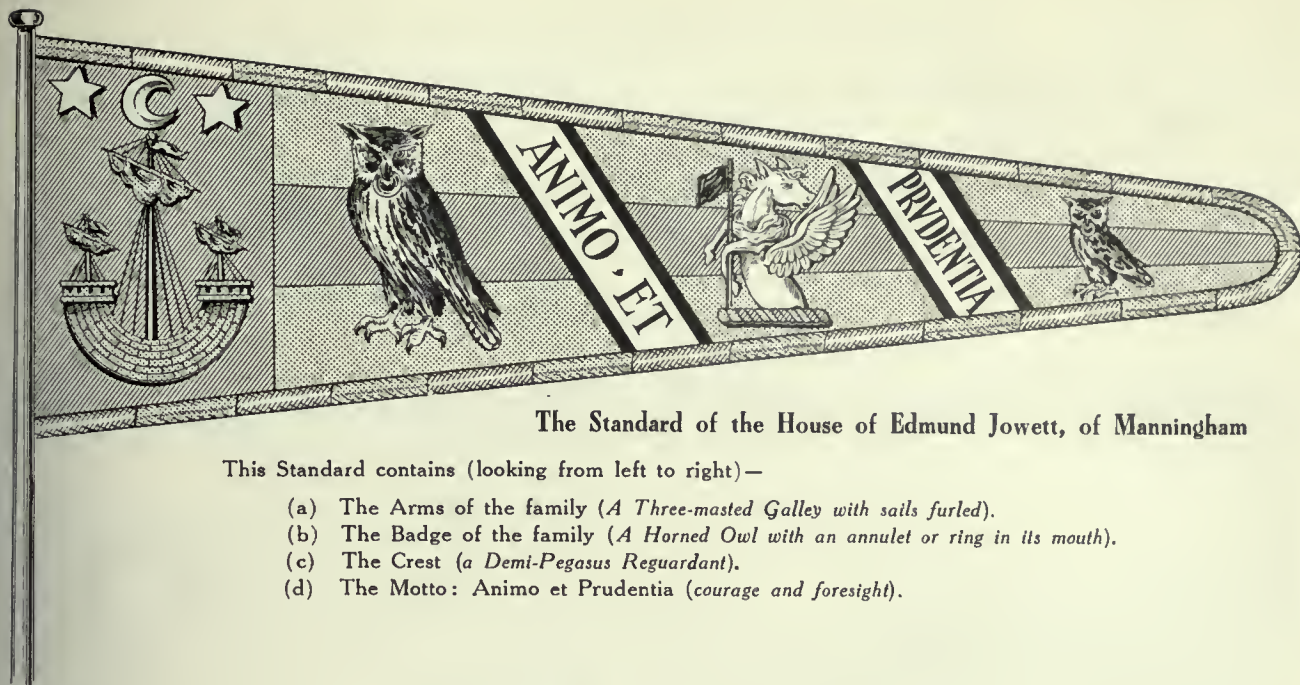 ANIMO · ET
PRVDENTIA
The Standard of the House of Edmund Jowett, of Manningham
This Standard contains (looking from left to right)—
(a) The Arms of the family (A Three-masted Galley with sails furled).
(b) The Badge of the family (A Horned Owl with an annulet or ring in its mouth).
(c) The Crest (a Demi-Pegasus Reguardant).
(d) The Motto: Animo et Prudentia (courage and foresight).